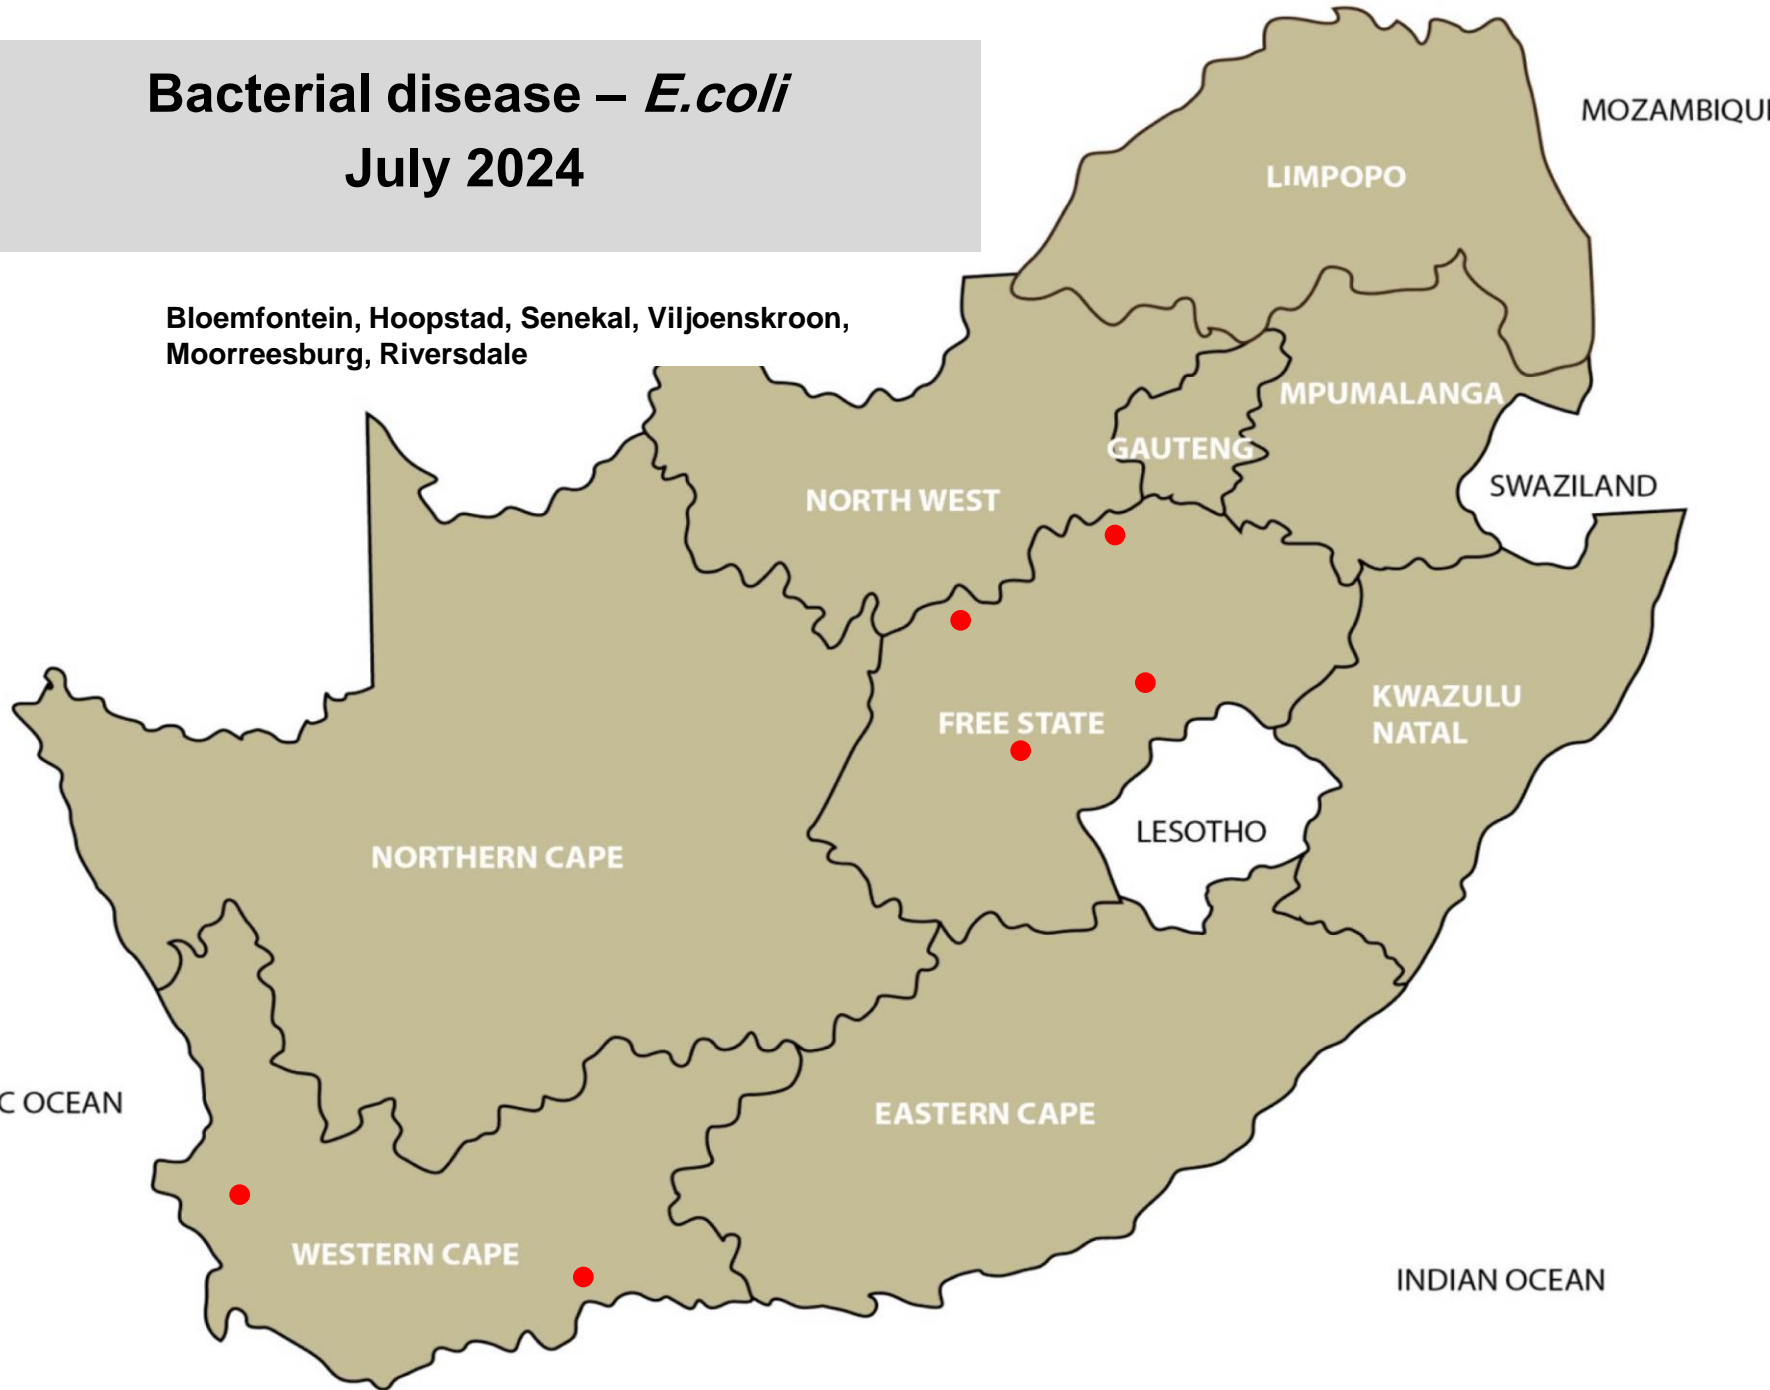 Bacterial disease – E.coli
July 2024
MOZAMBIQUE
LIMPOPO
Bloemfontein, Hoopstad, Senekal, Viljoenskroon,
Moorreesburg, Riversdale
MPUMALANGA
GAUTENG
SWAZILAND
NORTH WEST
KWAZULU
NATAL
FREE STATE
LESOTHO
NORTHERN CAPE
C OCEAN
EASTERN CAPE
WESTERN CAPE
INDIAN OCEAN